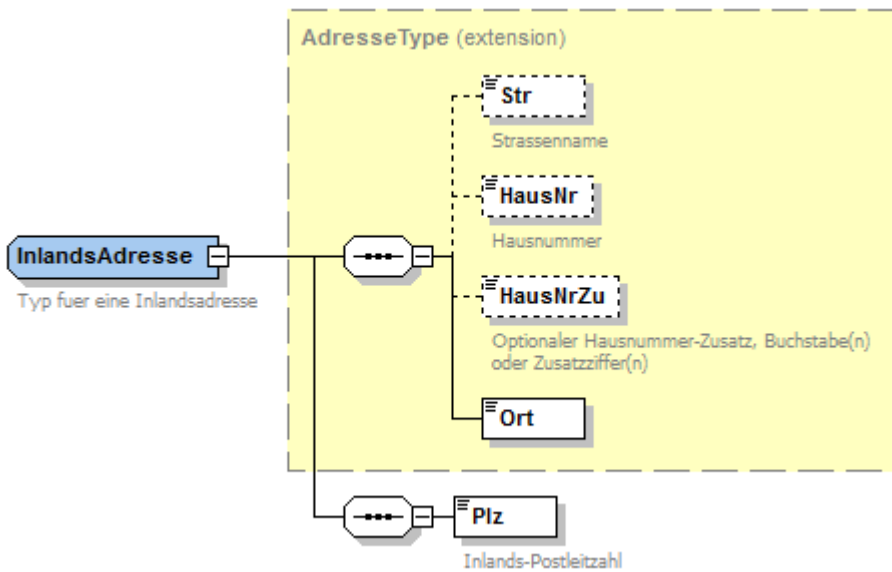 AdresseType (extension)
Str
Strassenname
HausNr
Hausnummer
InlandsAdresse
Typ fuer eine Inlandsadresse
HausNrZu
Optionaler Hausnummer-Zusatz, Buchstabe(n)
oder Zusatzziffer(n)
Ort
Plz
Inlands-Postleitzahl